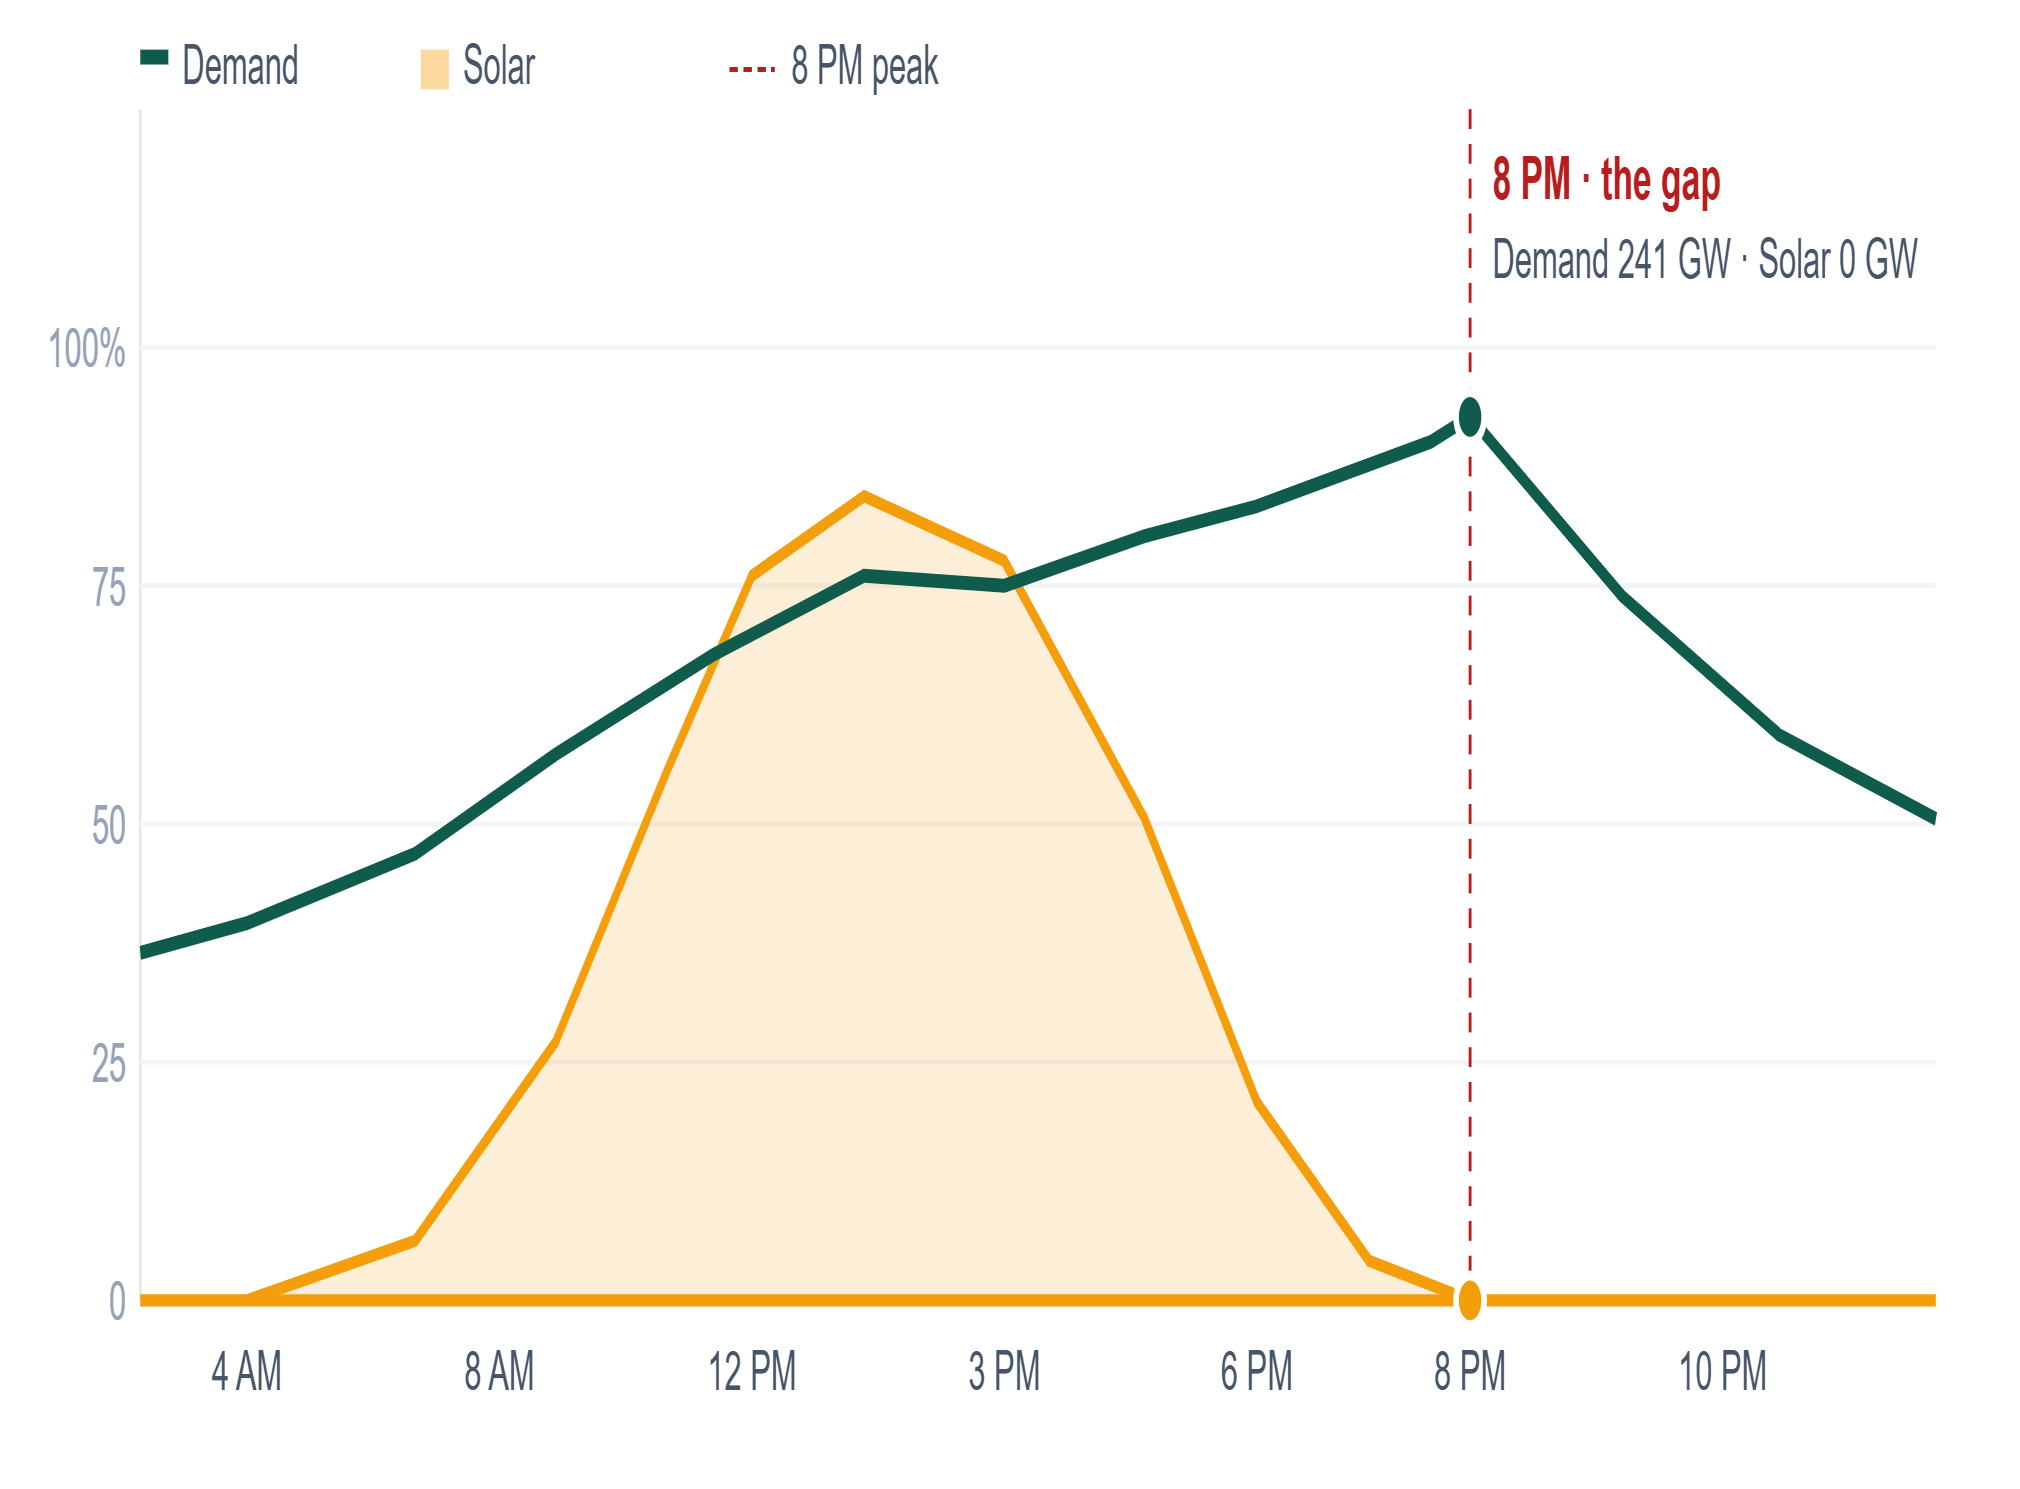 Demand
Solar
8 PM peak
8 PM · the gap
Demand 241 GW · Solar 0 GW
100%
75
50
25
0
4 AM
8 AM
12 PM
3 PM
6 PM
8 PM
10 PM